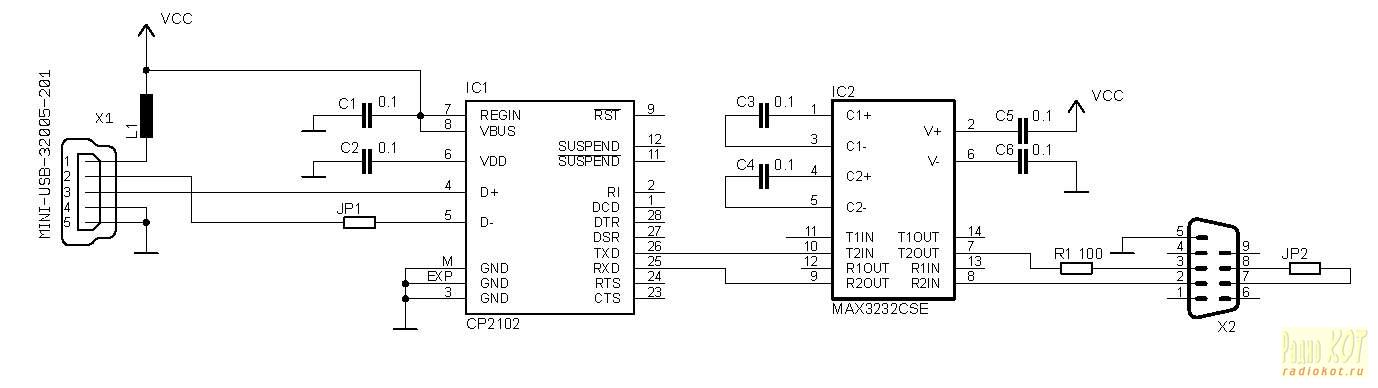 VCC
MINI-USB-32005-201
X1
L1
1
2
3
4
5
C1 0.1
C2 0.1
JP1
IC1
7 REGIN
8 VBUS
6 VDD
4 D+
5 D-
M GND
EXP GND
3 GND
RST 9
SUSPEND 12
SUSPEND 11
RI 2
DCD 1
DTR 28
DSR 27
TXD 26
RXD 25
RTS 24
CTS 23
CP2102
C3 0.1
C4 0.1
IC2
1 C1+
3 C1-
4 C2+
5 C2-
11 T1IN
10 T2IN
12 R1OUT
9 R2OUT
V+ 2
V- 6
T1OUT 14
T2OUT 7
R1IN 13
R2IN 8
MAX3232CSE
C5 0.1
C6 0.1
VCC
R1 100
5
4
3
2
1
9
8
7
6
JP2
X2
Радио КОТ
radiokot.ru